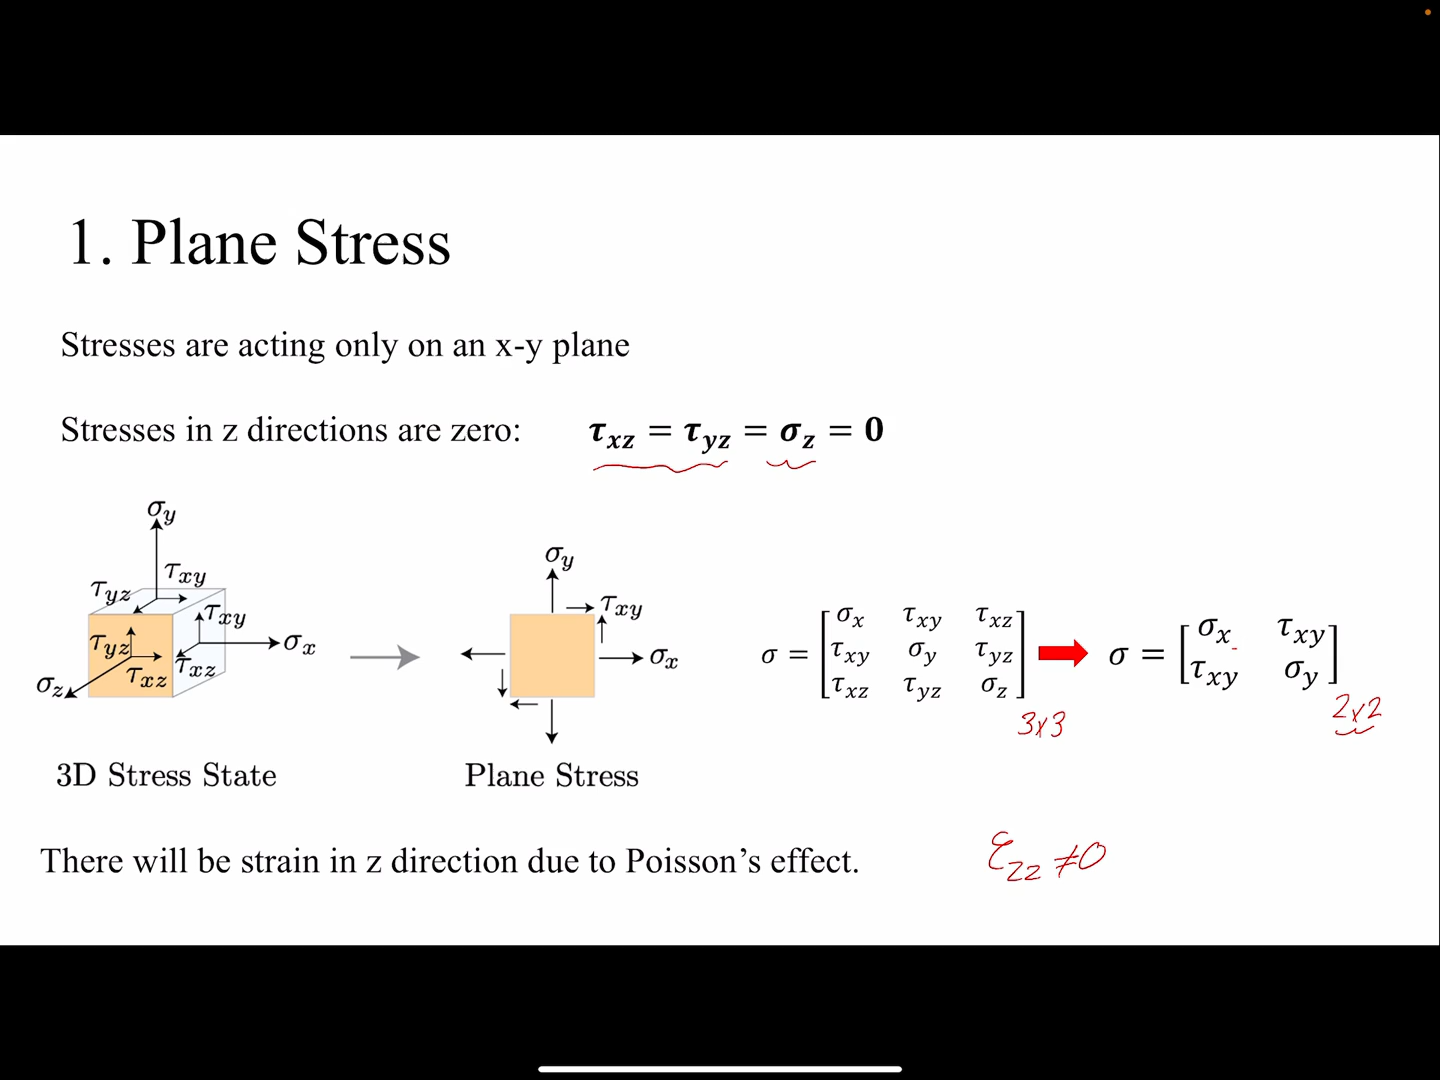 1. Plane Stress
Stresses are acting only on an x-y plane
Stresses in z directions are zero: τxz = τyz = σz = 0
σy
τxy
τyz
τxy
τyz
σx
τxz
τxz
σz
3D Stress State
σy
τxy
σx
Plane Stress
σ = [σx τxy τxz
τxy σy τyz
τxz τyz σz]
3x3
σ = [σx τxy
τxy σy]
2x2
There will be strain in z direction due to Poisson’s effect.
εzz ≠0